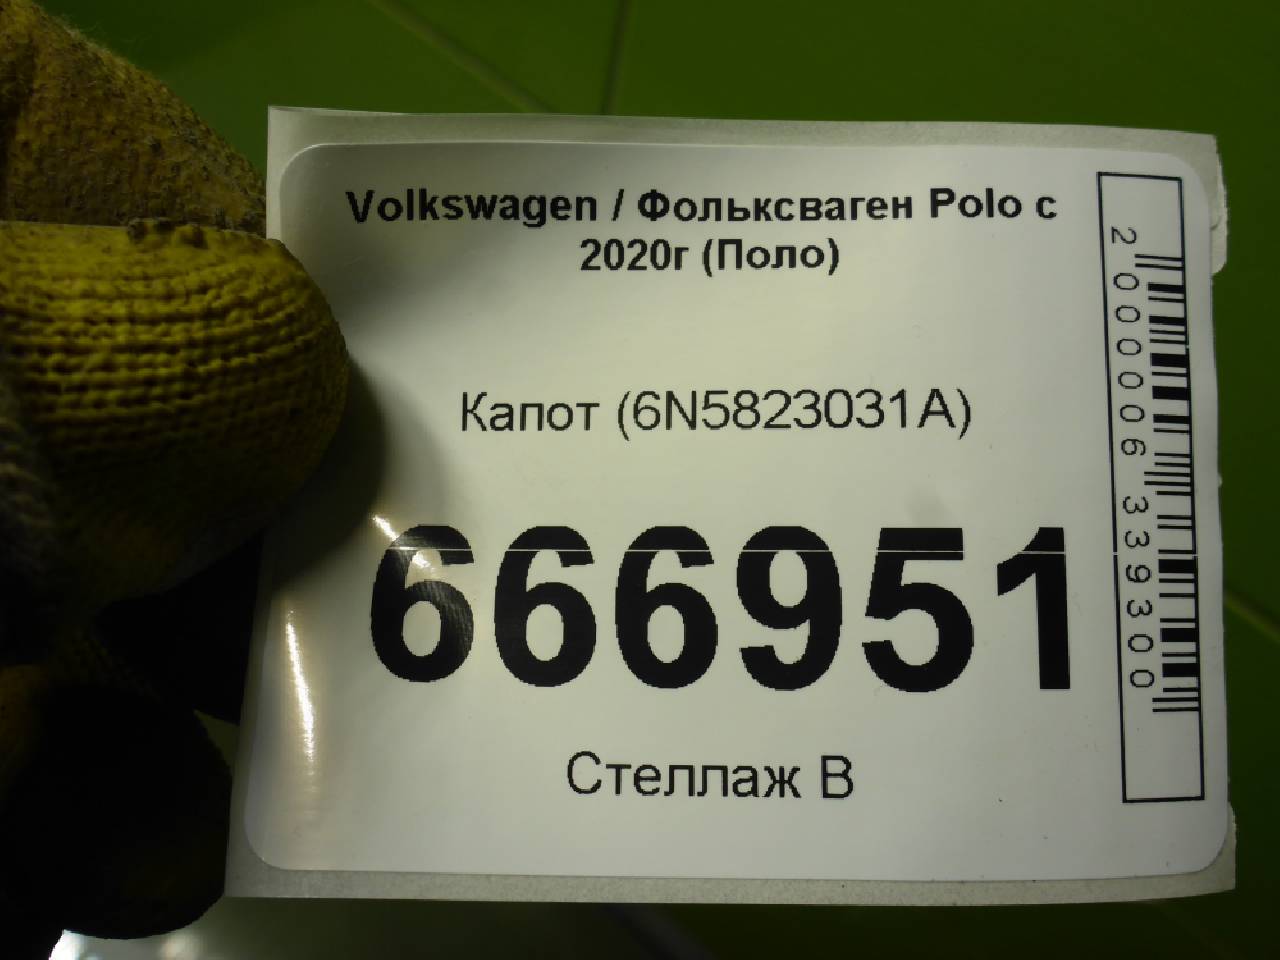 Volkswagen / Фольксваген Polo с
2020г (Поло)
Капот (6N5823031A)
666951
Стеллаж В
2000006339300